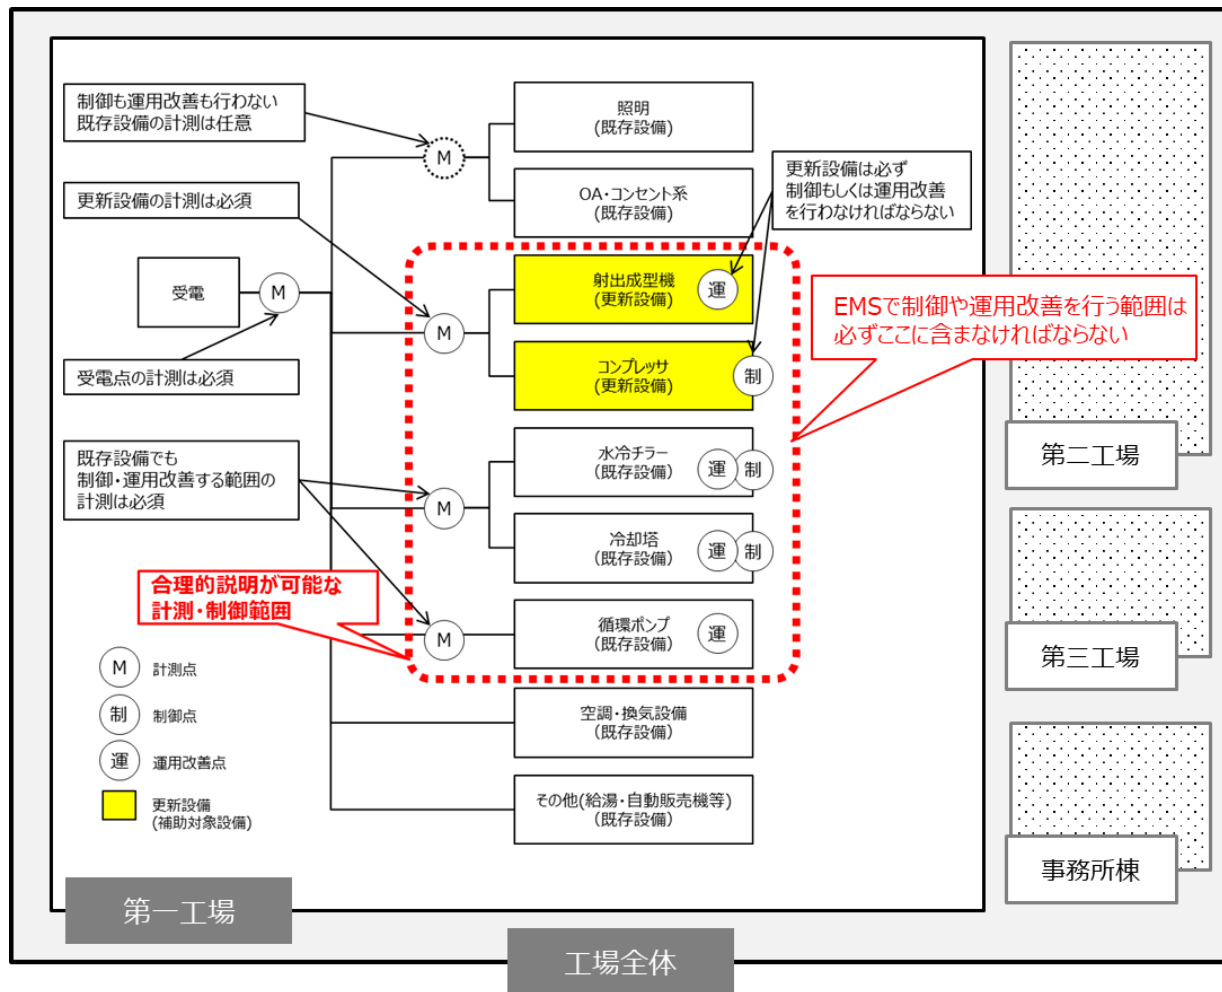 制御も運用改善も行わない
既存設備の計測は任意
M
照明
(既存設備)
OA・コンセント系
(既存設備)
更新設備は必ず
制御もしくは運用改善
を行わなければならない
更新設備の計測は必須
受電
M
M
射出成型機
(更新設備)
運
コンプレッサ
(更新設備)
制
EMSで制御や運用改善を行う範囲は
必ずここに含まなければならない
受電点の計測は必須
既存設備でも
制御・運用改善する範囲の
計測は必須
M
水冷チラー
(既存設備)
運
制
冷却塔
(既存設備)
運
制
合理的説明が可能な
計測・制御範囲
M
循環ポンプ
(既存設備)
運
空調・換気設備
(既存設備)
その他(給湯・自動販売機等)
(既存設備)
M
計測点
制
制御点
運
運用改善点
更新設備
(補助対象設備)
第一工場
第二工場
第三工場
事務所棟
工場全体